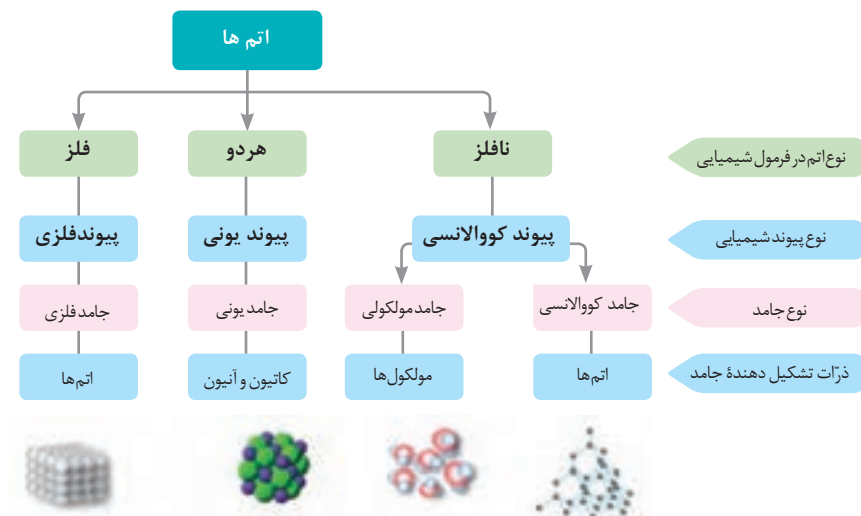 اتم ها
نوع اتم در فرمول شیمیایی
نافلز
هردو
فلز
نوع پیوند شیمیایی
پیوند کووالانسی
پیوند یونی
پیوندفلزی
نوع جامد
جامد کووالانسی
جامد مولکولی
جامد یونی
جامد فلزی
ذرّات تشکیل دهندۀ جامد
اتم‌ها
مولکول‌ها
کاتیون و آنیون
اتم‌ها